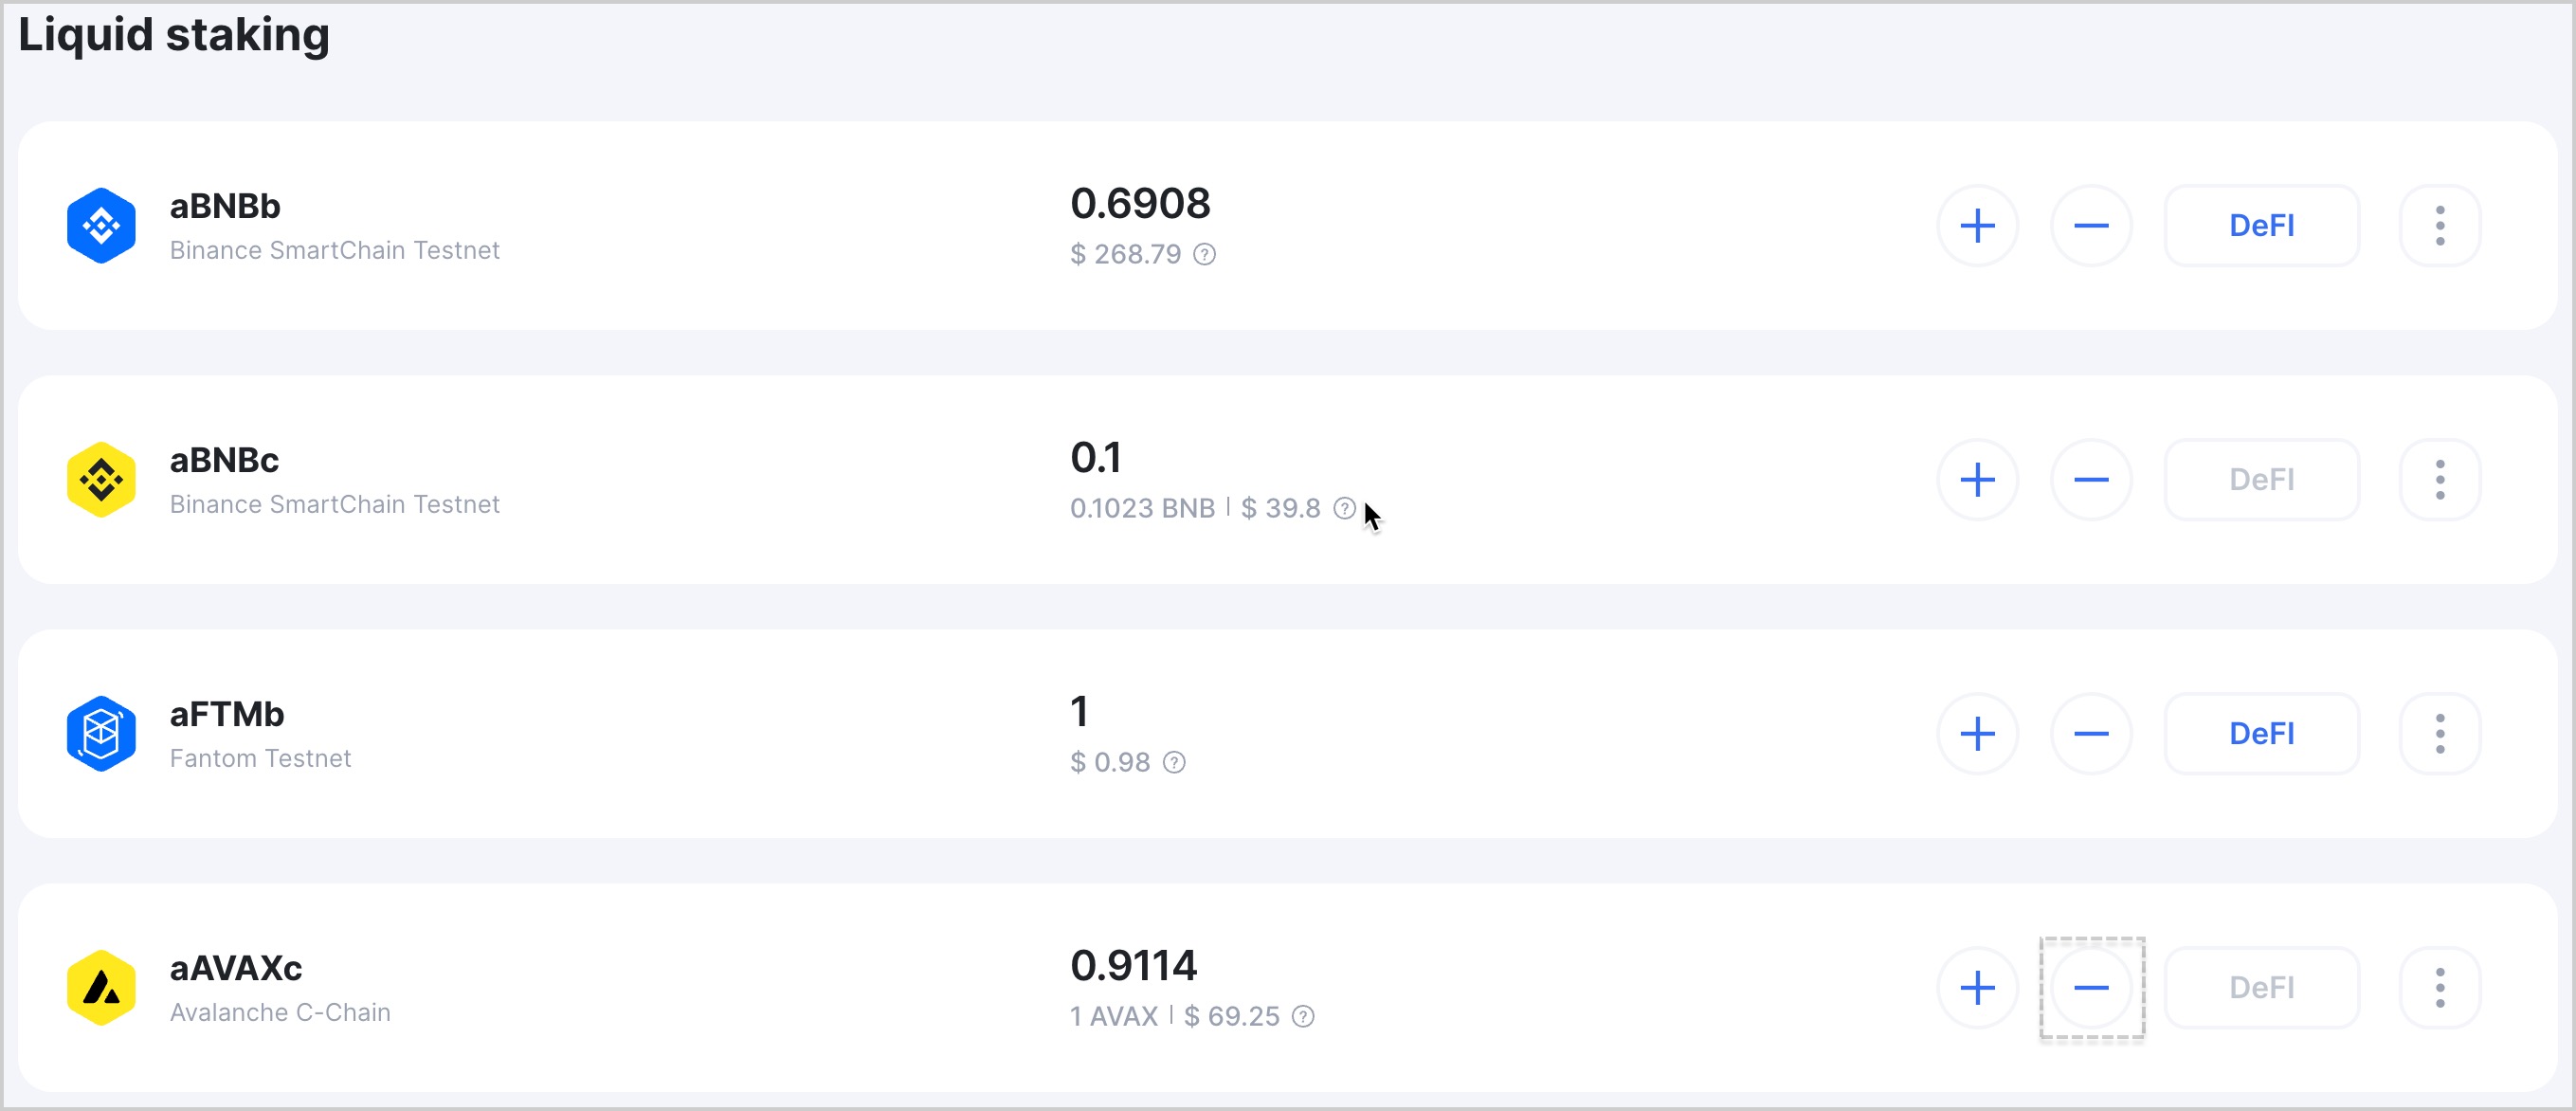 Liquid staking
aBNBb
Binance SmartChain Testnet
0.6908
$ 268.79 ?
DeFI
aBNBc
Binance SmartChain Testnet
0.1
0.1023 BNB | $ 39.8 ?
DeFI
aFTMb
Fantom Testnet
1
$ 0.98 ?
DeFI
aAVAXc
Avalanche C-Chain
0.9114
1 AVAX | $ 69.25 ?
DeFI